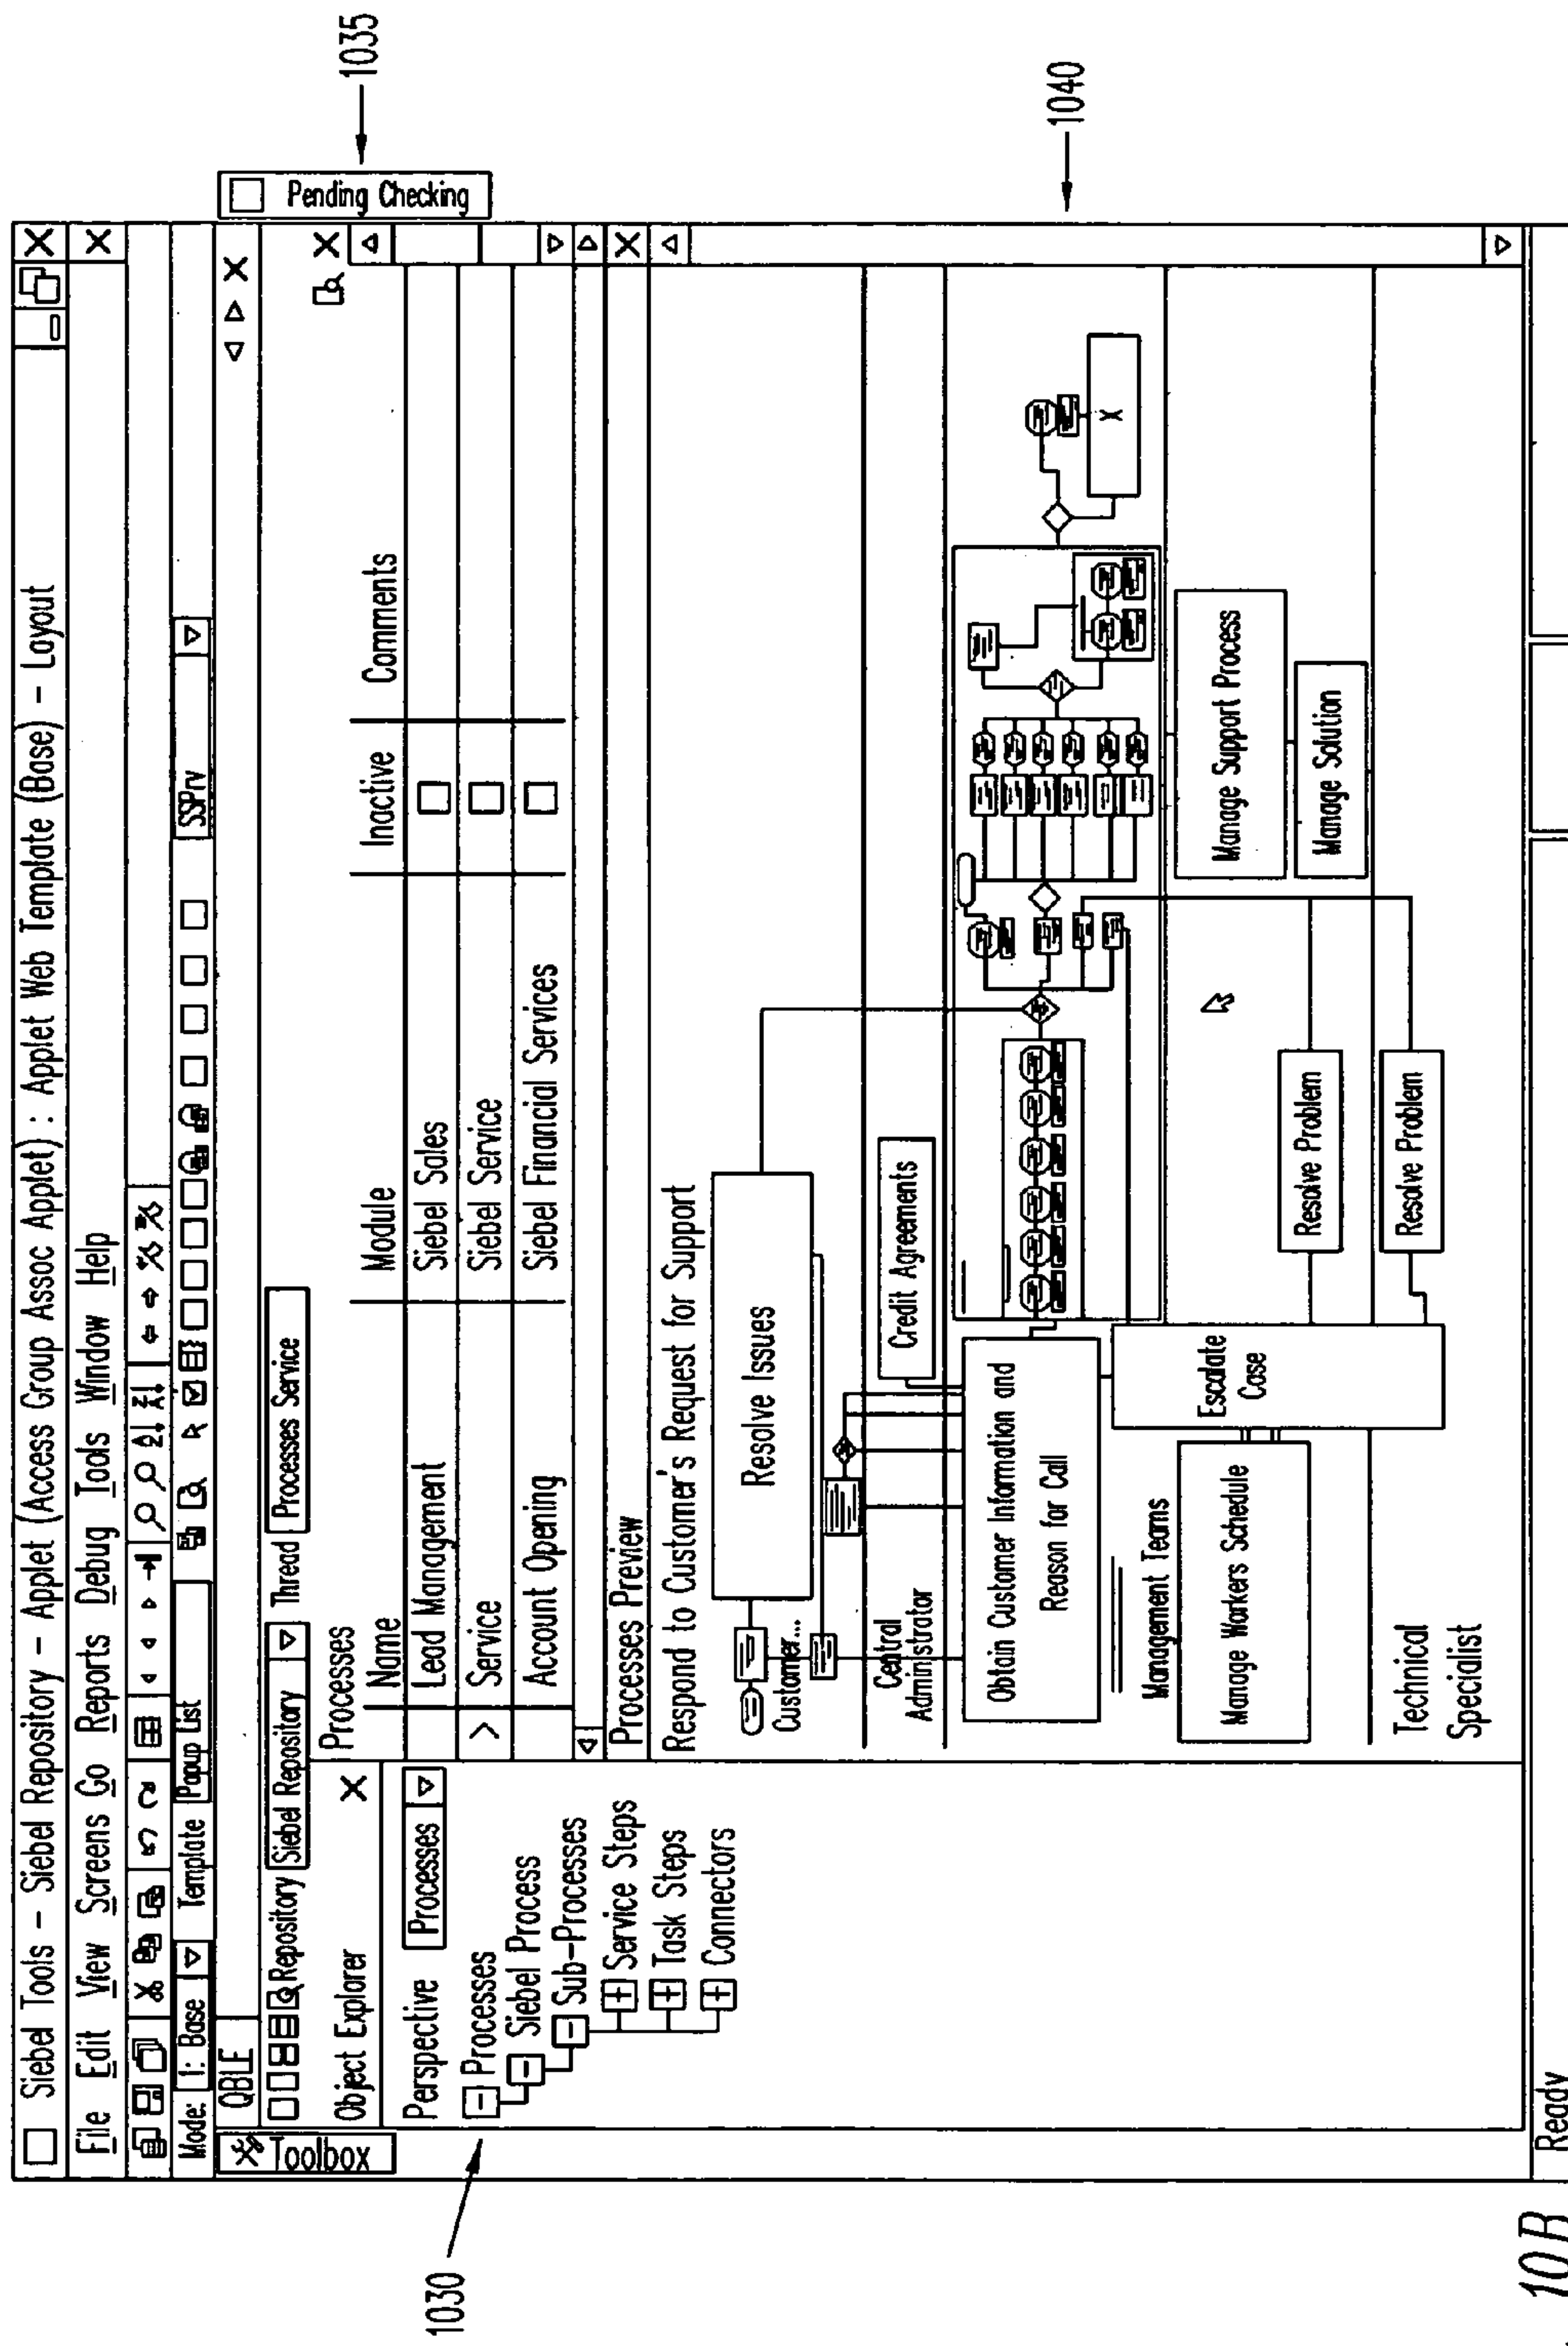 Siebel Tools - Siebel Repository - Applet (Access Group Assoc Applet) : Applet Web Template (Base) - Layout
File Edit View Screens Go Reports Debug Tools Window Help
Mode: 1: Base Template Popup List SSPrv
QBLE
Repository Siebel Repository Thread Processes Service
Toolbox
Object Explorer
Perspective Processes
Processes
Siebel Process
Sub-Processes
Service Steps
Task Steps
Connectors
1030
Processes
Name Module Inactive Comments
Lead Management Siebel Sales
> Service Siebel Service
Account Opening Siebel Financial Services
Pending Checking
1035
Processes Preview
Respond to Customer's Request for Support
Resolve Issues
Customer...
Credit Agreements
Central
Administrator
Obtain Customer Information and
Reason for Call
X
1040
Management Teams
Manage Workers Schedule
Escalate
Case
Resolve Problem
Manage Support Process
Manage Solution
Technical
Specialist
Resolve Problem
Ready
10B